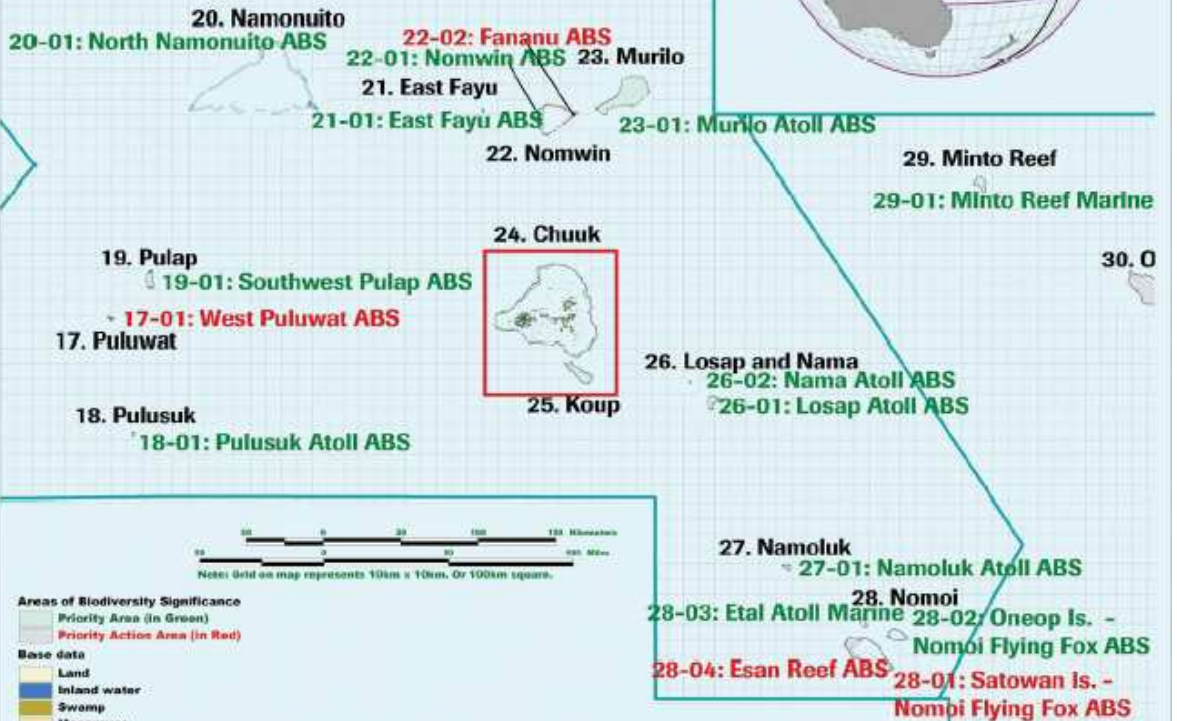 20. Namonuito
20-01: North Namonuito ABS
22-02: Fananu ABS
22-01: Nomwin ABS
23. Murilo
21. East Fayu
21-01: East Fayu ABS
23-01: Murilo Atoll ABS
22. Nomwin
29. Minto Reef
29-01: Minto Reef Marine
24. Chuuk
30. O
19. Pulap
19-01: Southwest Pulap ABS
17-01: West Puluwat ABS
17. Puluwat
26. Losap and Nama
26-02: Nama Atoll ABS
26-01: Losap Atoll ABS
25. Koup
18. Pulusuk
18-01: Pulusuk Atoll ABS
Kilometers
Miles
Note: Grid on map represents 10km x 10km. Or 100km square.
27. Namoluk
27-01: Namoluk Atoll ABS
28. Nomoi
28-03: Etal Atoll Marine
28-02: Oneop Is. -
Nomoi Flying Fox ABS
28-04: Esan Reef ABS
28-01: Satowan Is. -
Nomoi Flying Fox ABS
Areas of Biodiversity Significance
Priority Area (in Green)
Priority Action Area (in Red)
Base data
Land
Inland water
Swamp